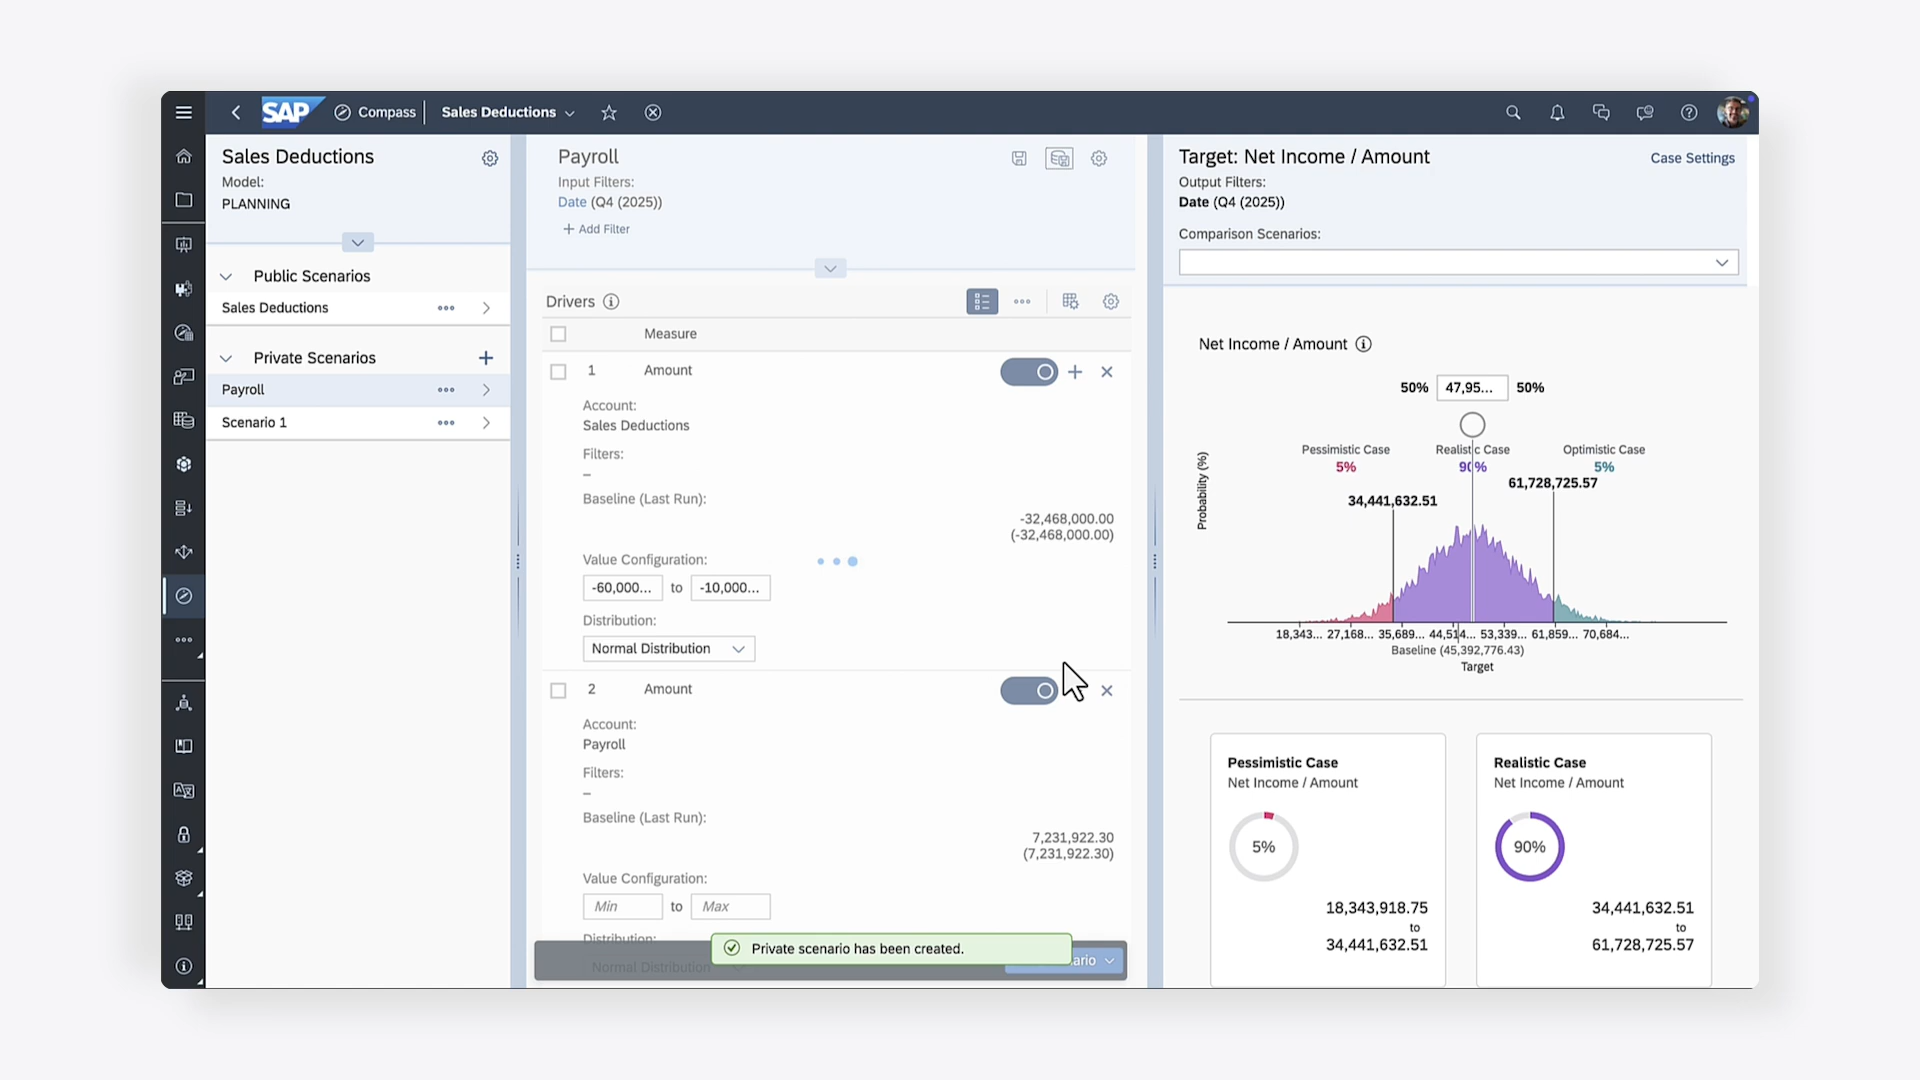 SAP
Compass
Sales Deductions
Sales Deductions
Model:
PLANNING
Public Scenarios
Sales Deductions
Private Scenarios
Payroll
Scenario 1
Payroll
Input Filters:
Date (Q4 (2025))
Add Filter
Drivers
Measure
1 Amount
Account:
Sales Deductions
Filters:
–
Baseline (Last Run):
-32,468,000.00
(-32,468,000.00)
Value Configuration:
-60,000... to -10,000...
Distribution:
Normal Distribution
2 Amount
Account:
Payroll
Filters:
–
Baseline (Last Run):
7,231,922.30
(7,231,922.30)
Value Configuration:
Min to Max
Distribution:
Normal Distribution
Private scenario has been created.
Target: Net Income / Amount
Case Settings
Output Filters:
Date (Q4 (2025))
Comparison Scenarios:
Net Income / Amount
50% 47,95... 50%
Pessimistic Case Realistic Case Optimistic Case
5% 90% 5%
61,728,725.57
34,441,632.51
Probability (%)
18,343... 27,168... 35,689... 44,514... 53,339... 61,859... 70,684...
Baseline (45,392,776.43)
Target
Pessimistic Case
Net Income / Amount
5%
18,343,918.75
to
34,441,632.51
Realistic Case
Net Income / Amount
90%
34,441,632.51
to
61,728,725.57